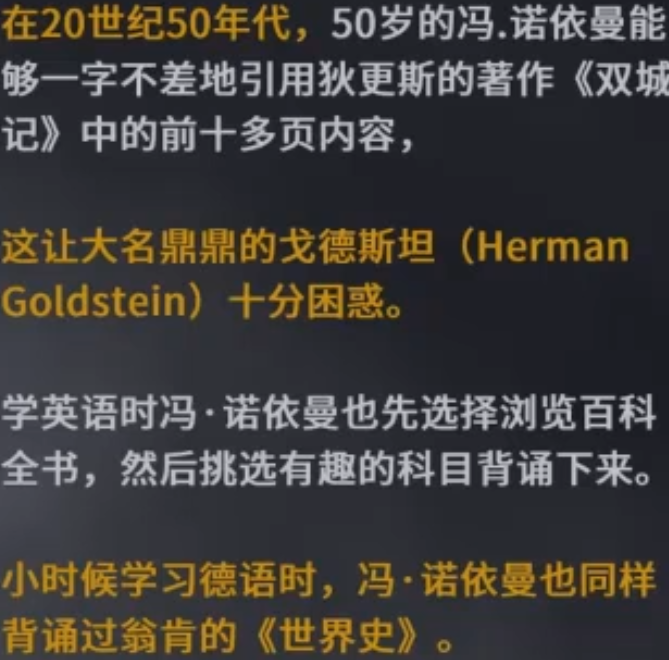 在20世纪50年代，50岁的冯.诺依曼能
够一字不差地引用狄更斯的著作《双城
记》中的前十多页内容，
这让大名鼎鼎的戈德斯坦（Herman
Goldstein）十分困惑。
学英语时冯·诺依曼也先选择浏览百科
全书，然后挑选有趣的科目背诵下来。
小时候学习德语时，冯·诺依曼也同样
背诵过翁肯的《世界史》。